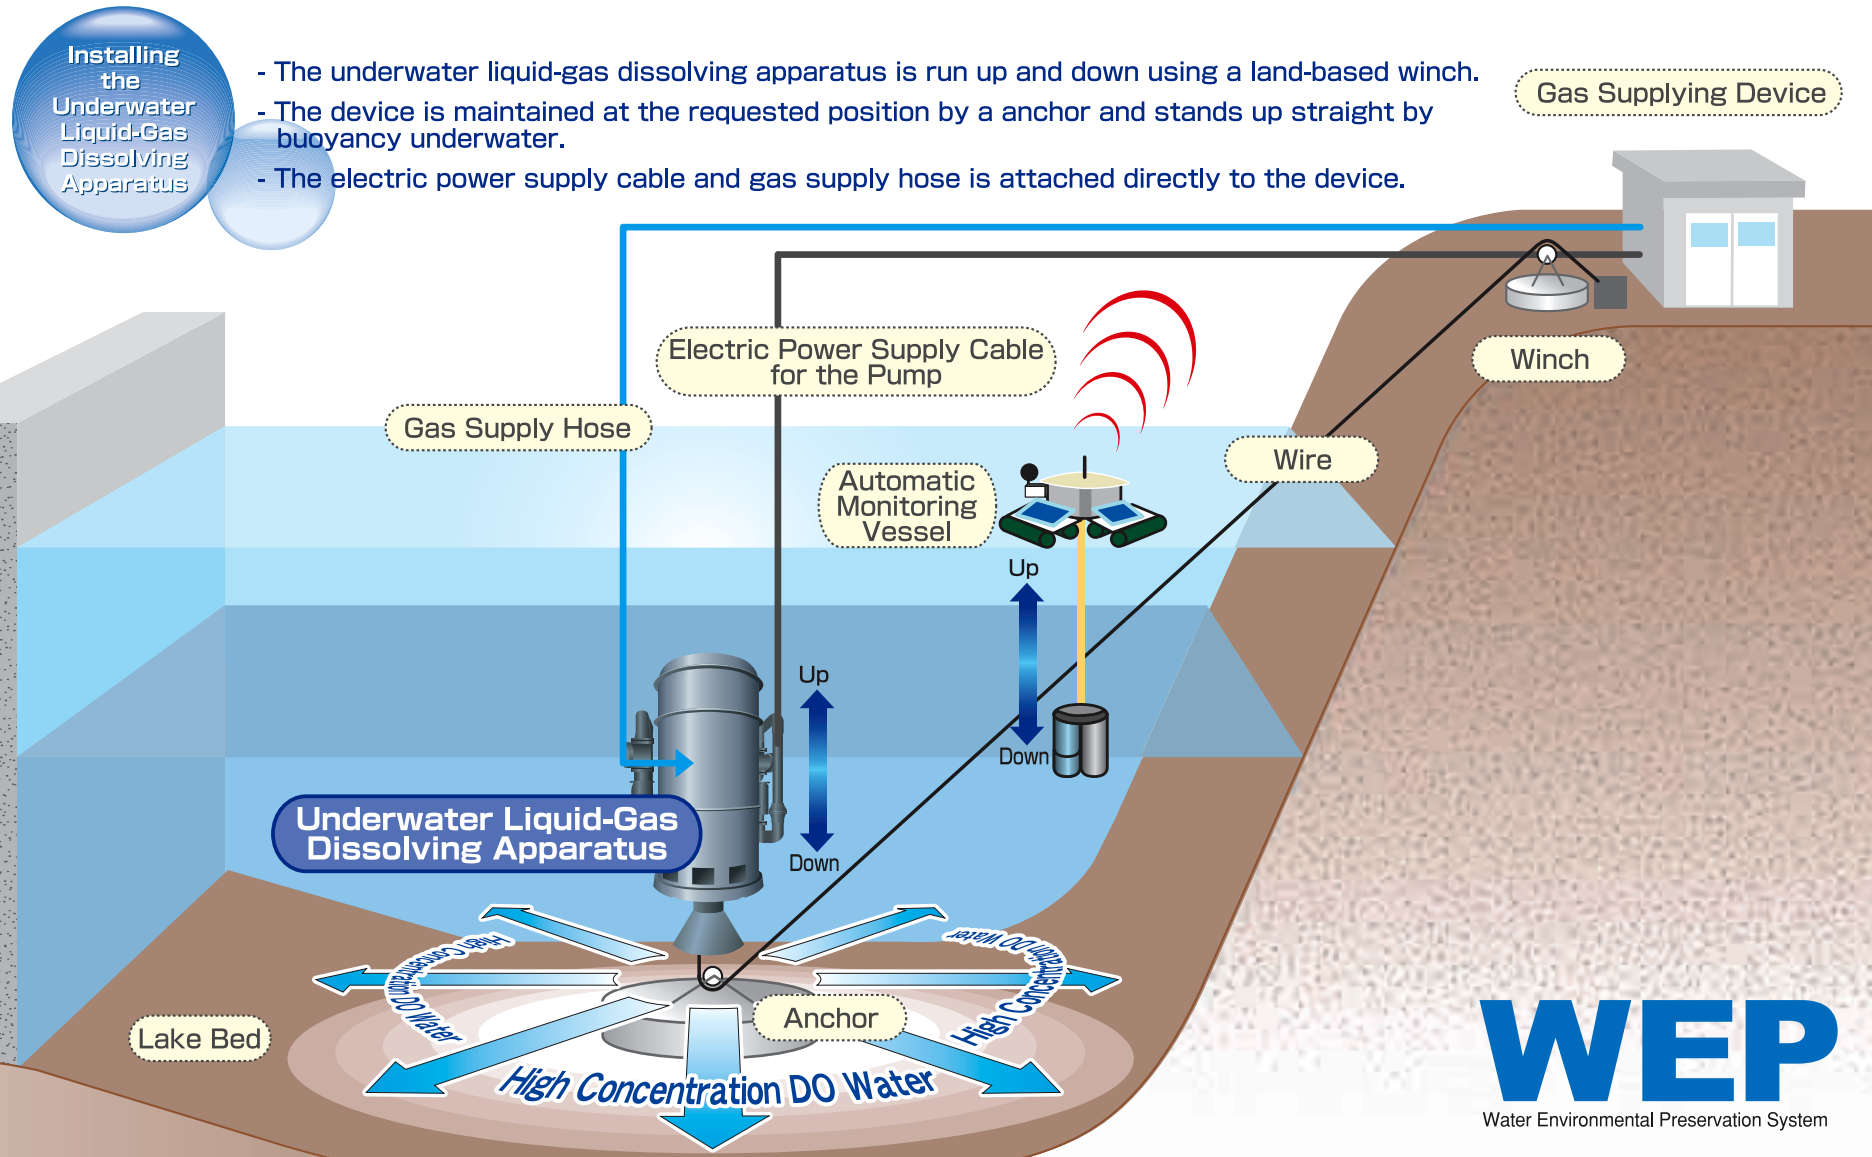 Installing
the
Underwater
Liquid-Gas
Dissolving
Apparatus
- The underwater liquid-gas dissolving apparatus is run up and down using a land-based winch.
- The device is maintained at the requested position by a anchor and stands up straight by
buoyancy underwater.
- The electric power supply cable and gas supply hose is attached directly to the device.
Gas Supplying Device
Electric Power Supply Cable
for the Pump
Winch
Gas Supply Hose
Wire
Automatic
Monitoring
Vessel
Up
Down
Up
Down
Underwater Liquid-Gas
Dissolving Apparatus
High Concentration DO Water
High Concentration DO Water
Anchor
Lake Bed
High Concentration DO Water
WEP
Water Environmental Preservation System